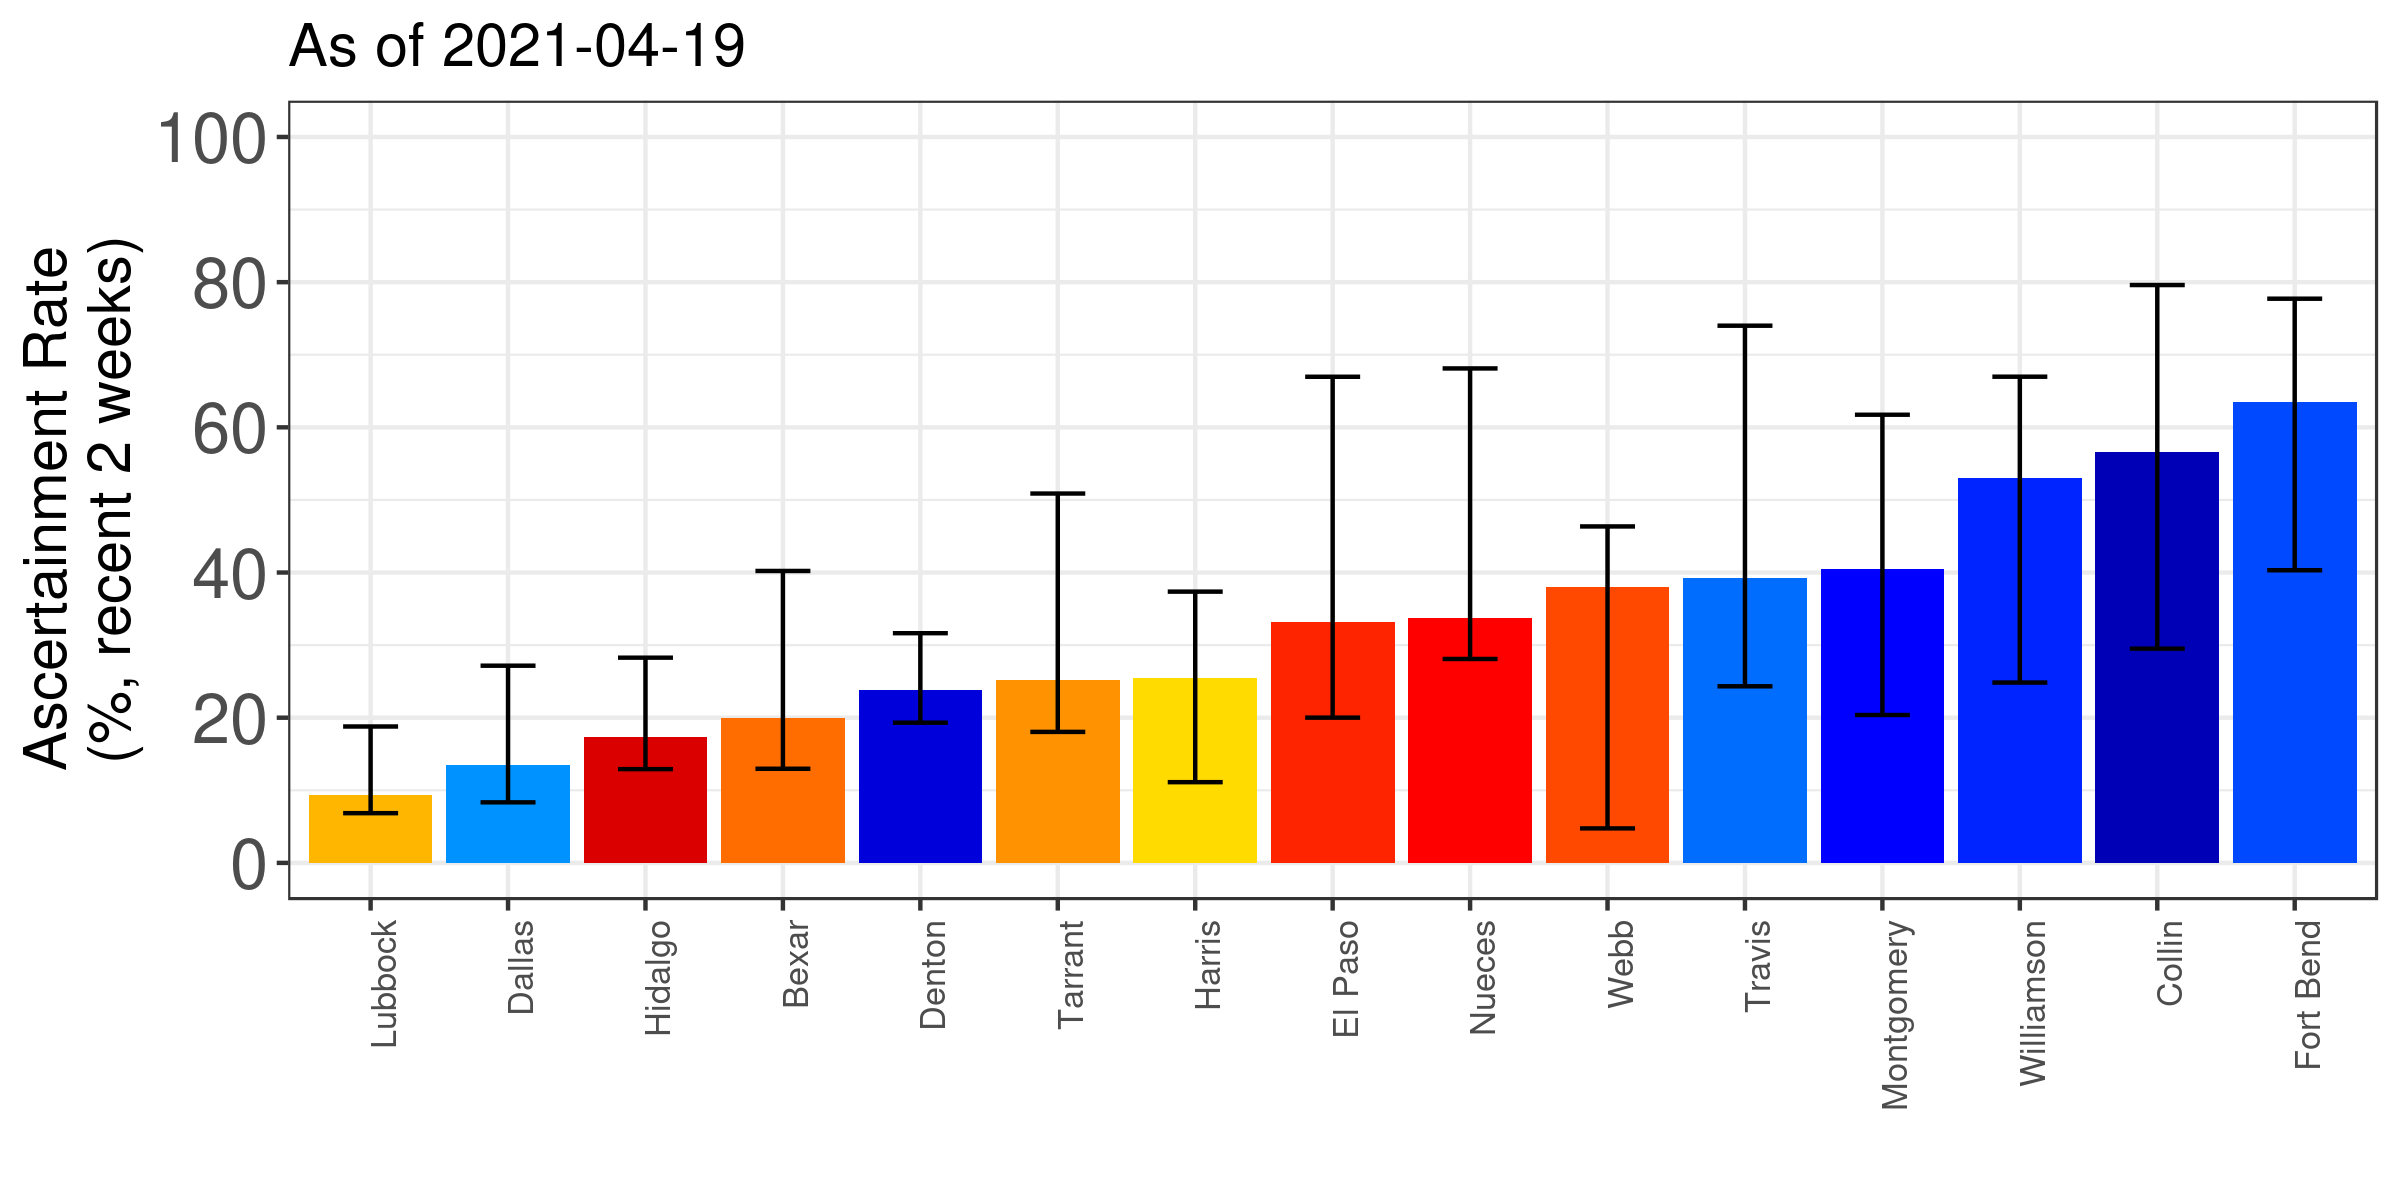 As of 2021-04-19
Ascertainment Rate
(%, recent 2 weeks)
100
80
60
40
20
0
Lubbock
Dallas
Hidalgo
Bexar
Denton
Tarrant
Harris
El Paso
Nueces
Webb
Travis
Montgomery
Williamson
Collin
Fort Bend